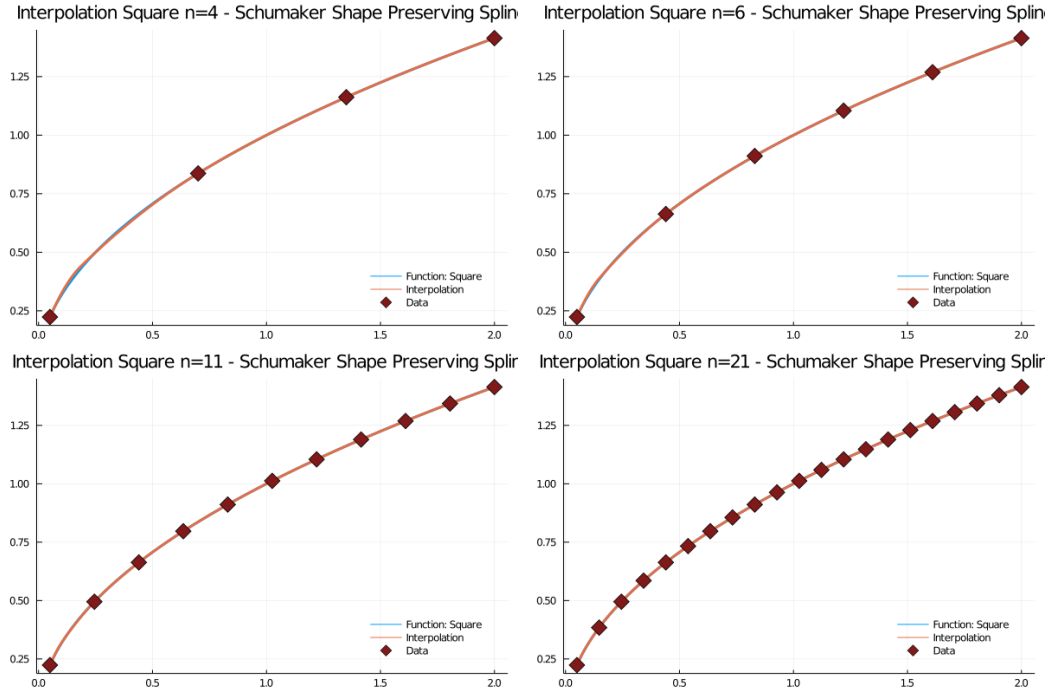 Interpolation Square n=4 - Schumaker Shape Preserving Spline
1.25
1.00
0.75
0.50
0.25
Function: Square
Interpolation
Data
0.0 0.5 1.0 1.5 2.0
Interpolation Square n=6 - Schumaker Shape Preserving Spline
1.25
1.00
0.75
0.50
0.25
Function: Square
Interpolation
Data
0.0 0.5 1.0 1.5 2.0
Interpolation Square n=11 - Schumaker Shape Preserving Splin
1.25
1.00
0.75
0.50
0.25
Function: Square
Interpolation
Data
0.0 0.5 1.0 1.5 2.0
Interpolation Square n=21 - Schumaker Shape Preserving Splin
1.25
1.00
0.75
0.50
0.25
Function: Square
Interpolation
Data
0.0 0.5 1.0 1.5 2.0